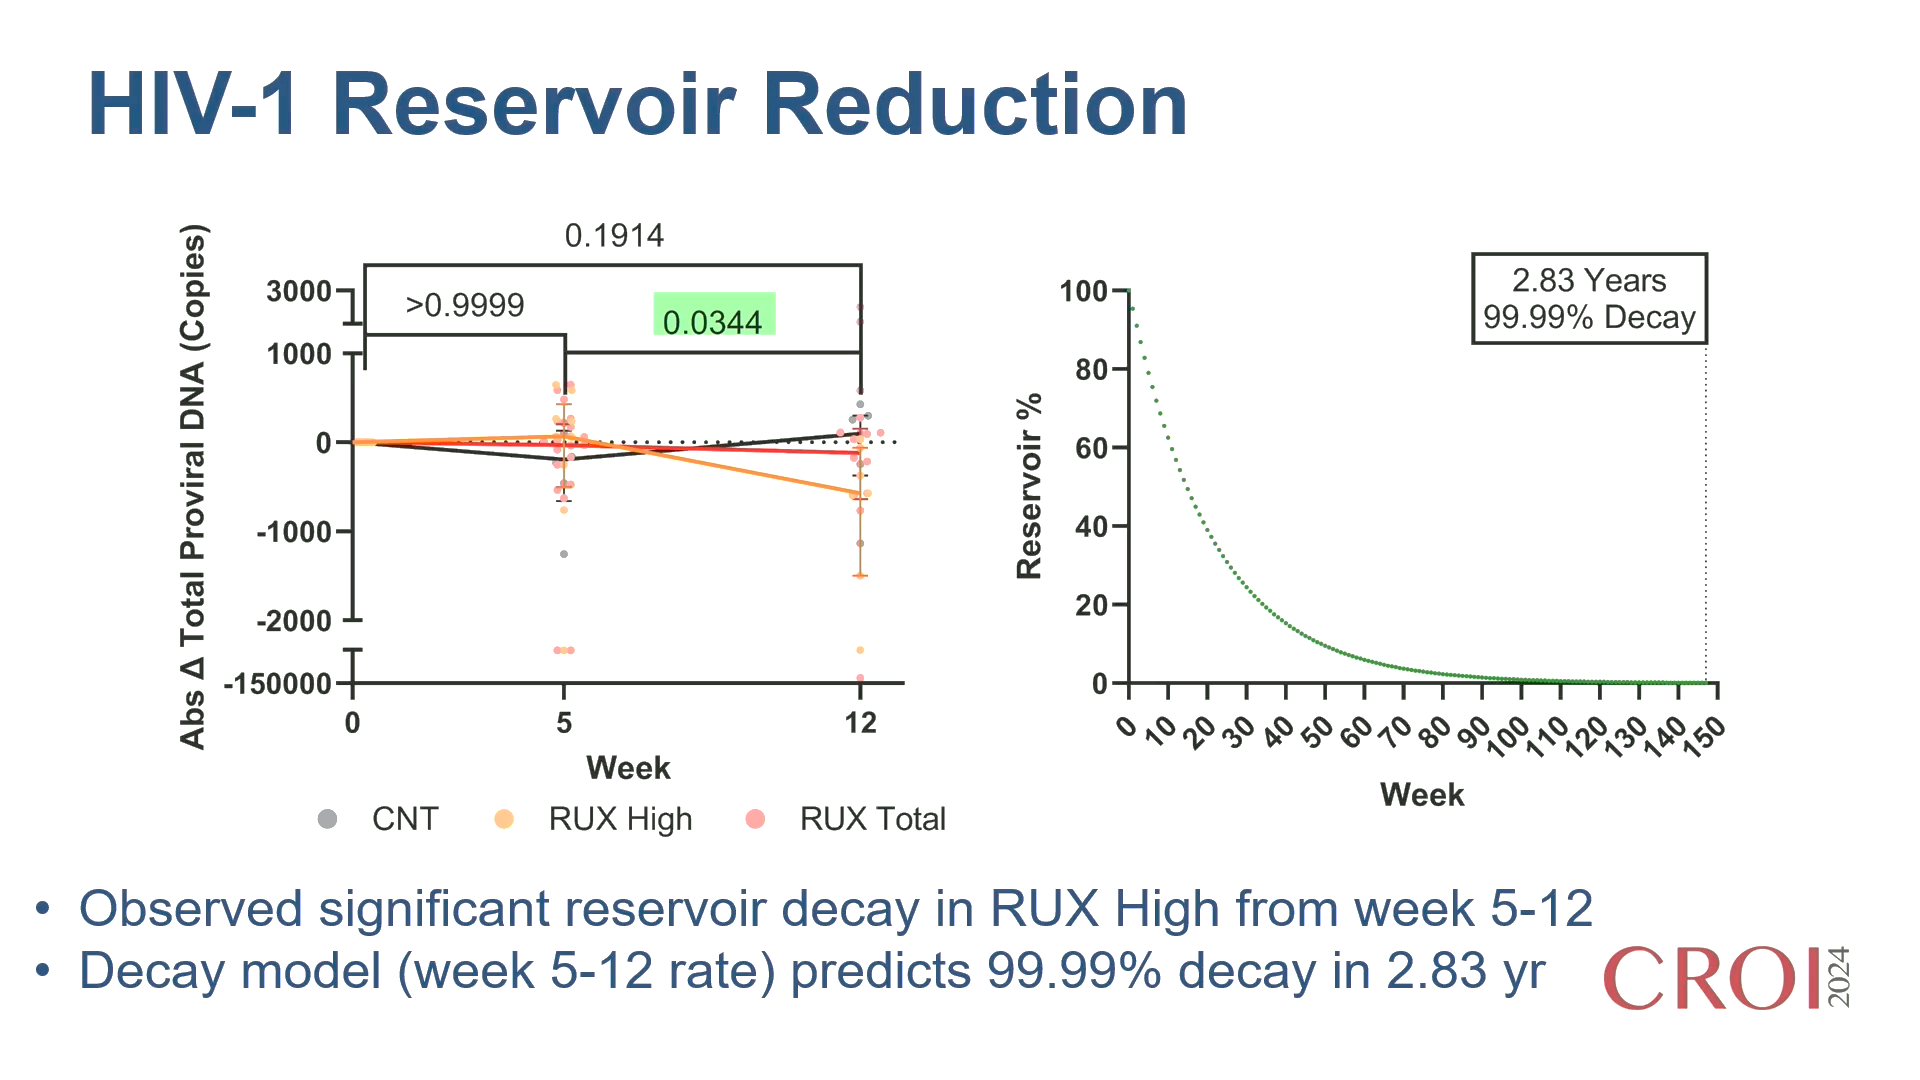 HIV-1 Reservoir Reduction
Abs Δ Total Proviral DNA (Copies)
0.1914
>0.9999
0.0344
3000
1000
0
-1000
-2000
-150000
0 5 12
Week
CNT RUX High RUX Total
Reservoir %
2.83 Years
99.99% Decay
100
80
60
40
20
0
0 10 20 30 40 50 60 70 80 90 100 110 120 130 140 150
Week
• Observed significant reservoir decay in RUX High from week 5-12
• Decay model (week 5-12 rate) predicts 99.99% decay in 2.83 yr
CROI 2024